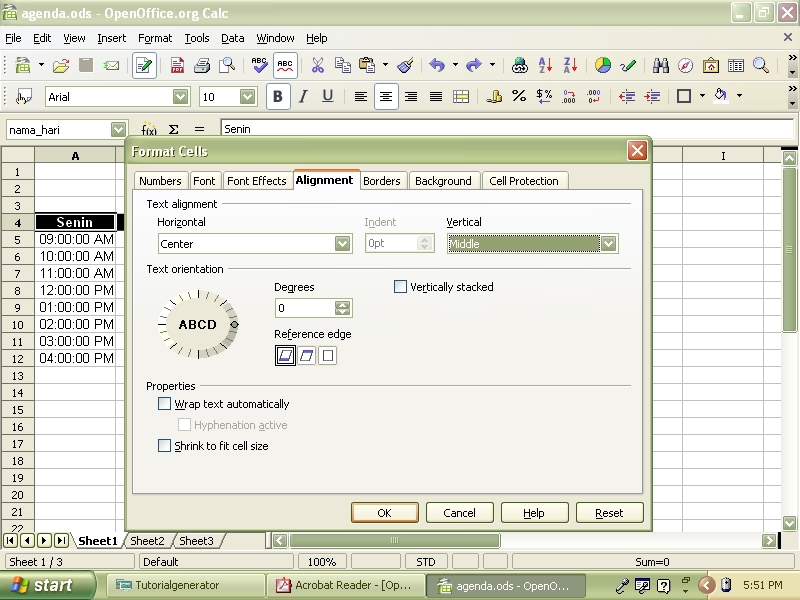 agenda.ods - OpenOffice.org Calc
File Edit View Insert Format Tools Data Window Help
ABC ABC
Arial 10 B I U
nama_hari f(x) Σ = Senin
A I
Format Cells
Numbers Font Font Effects Alignment Borders Background Cell Protection
Text alignment
Horizontal Indent Vertical
Center 0pt Middle
Text orientation
Degrees Vertically stacked
ABCD 0
Reference edge
Properties
Wrap text automatically
Hyphenation active
Shrink to fit cell size
OK Cancel Help Reset
1
2
3
4 Senin
5 09:00:00 AM
6 10:00:00 AM
7 11:00:00 AM
8 12:00:00 PM
9 01:00:00 PM
10 02:00:00 PM
11 03:00:00 PM
12 04:00:00 PM
13
14
15
16
17
18
19
20
21
22
Sheet1 Sheet2 Sheet3
Sheet 1 / 3 Default 100% STD Sum=0
start Tutorialgenerator Acrobat Reader - [Op... agenda.ods - OpenO... 5:51 PM